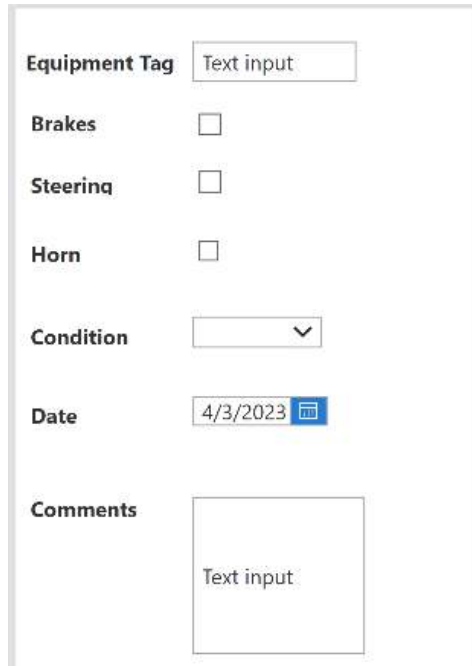 Equipment Tag Text input
Brakes
Steering
Horn
Condition
Date 4/3/2023
Comments
Text input